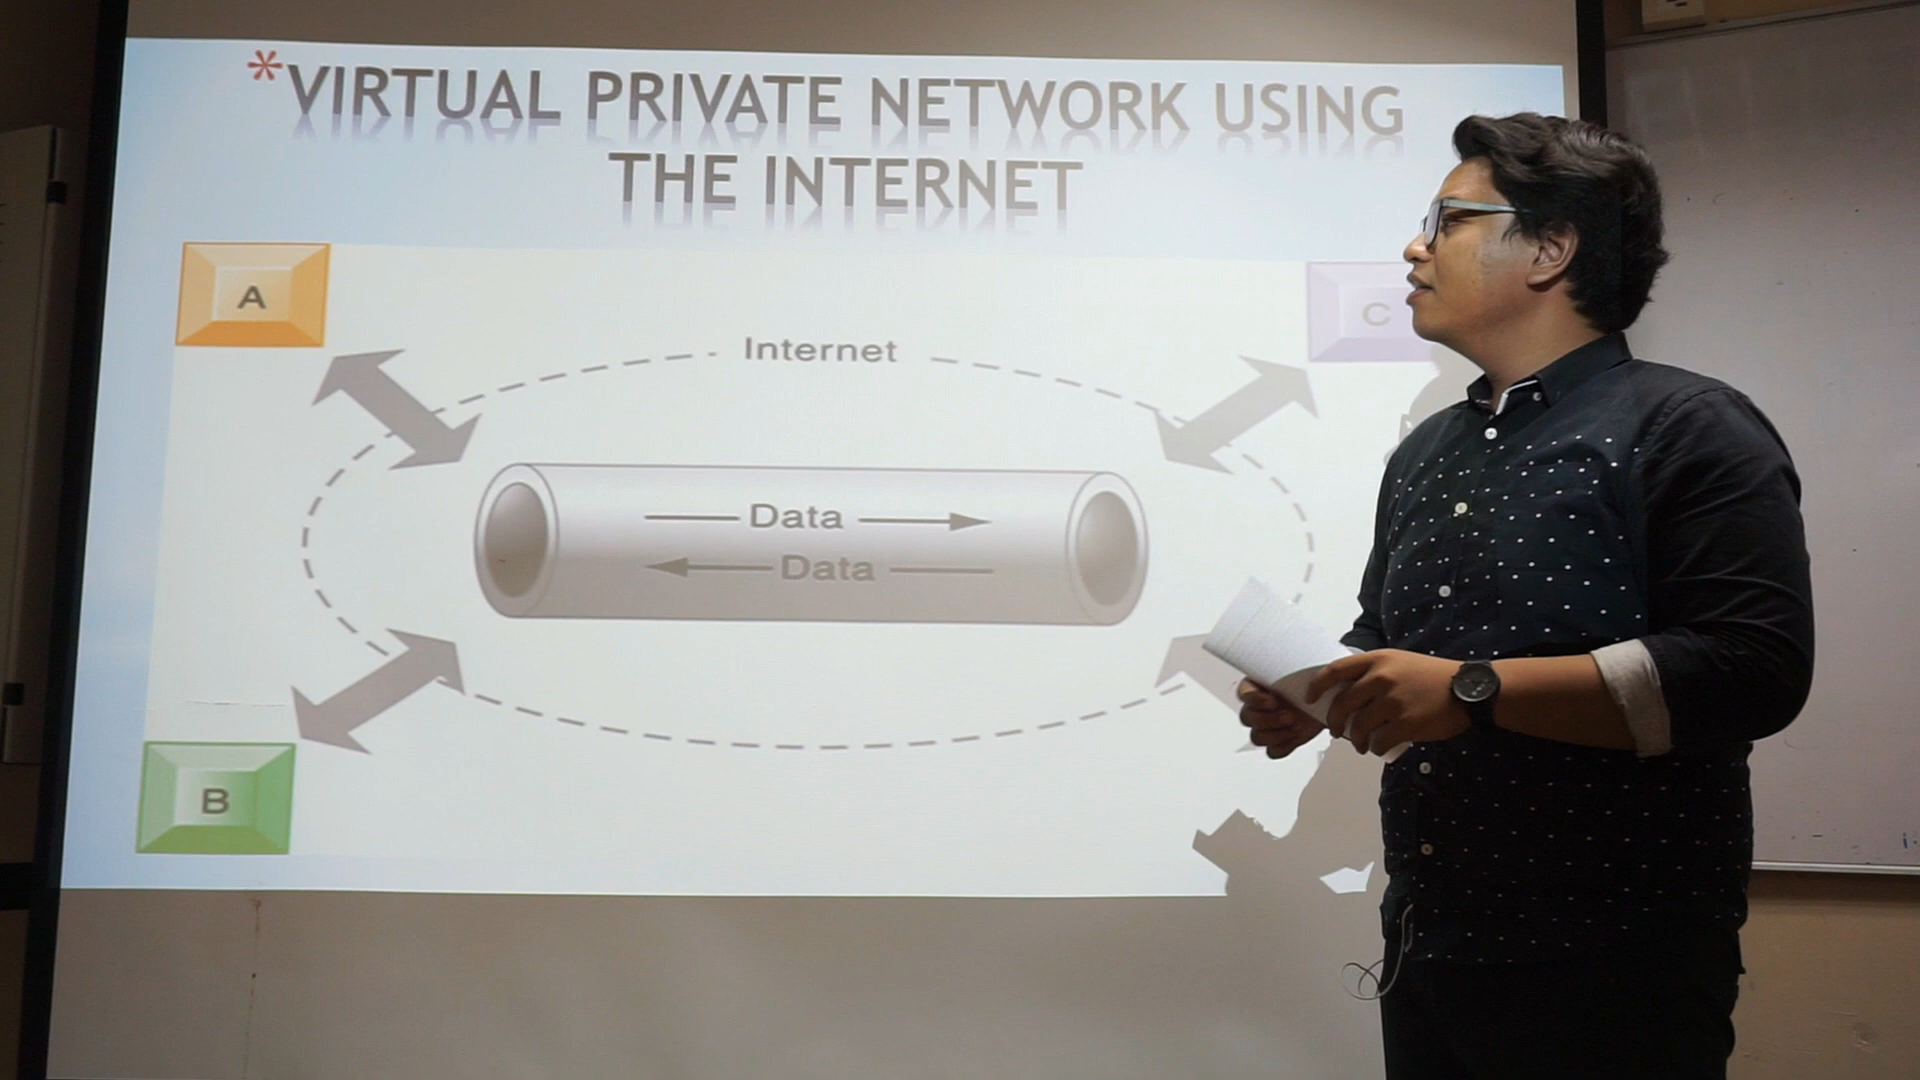 *VIRTUAL PRIVATE NETWORK USING
THE INTERNET
A
C
Internet
Data
Data
B